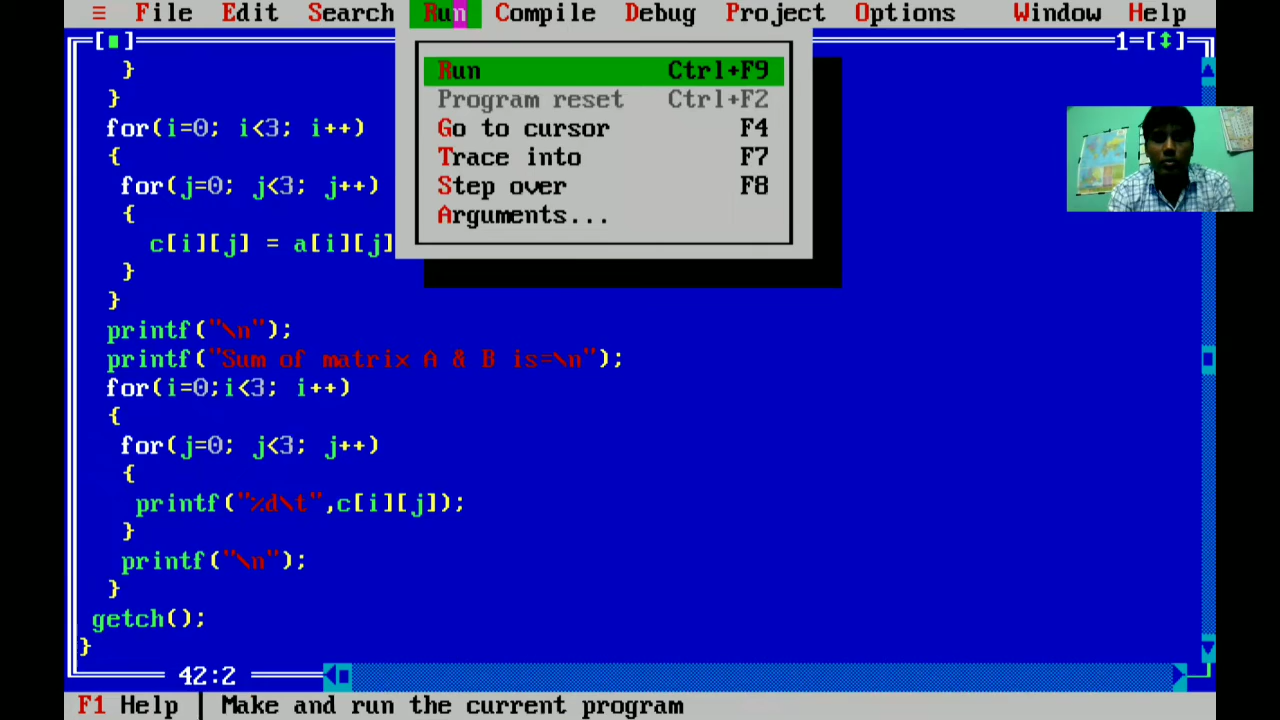 ≡ File Edit Search Run Compile Debug Project Options Window Help
[■] 1=[↕]
Run Ctrl+F9
Program reset Ctrl+F2
Go to cursor F4
Trace into F7
Step over F8
Arguments...
}
}
for(i=0; i<3; i++)
{
for(j=0; j<3; j++)
{
c[i][j] = a[i][j]
}
}
printf("\n");
printf("Sum of matrix A & B is=\n");
for(i=0;i<3; i++)
{
for(j=0; j<3; j++)
{
printf("%d\t",c[i][j]);
}
printf("\n");
}
getch();
}
42:2
F1 Help │ Make and run the current program